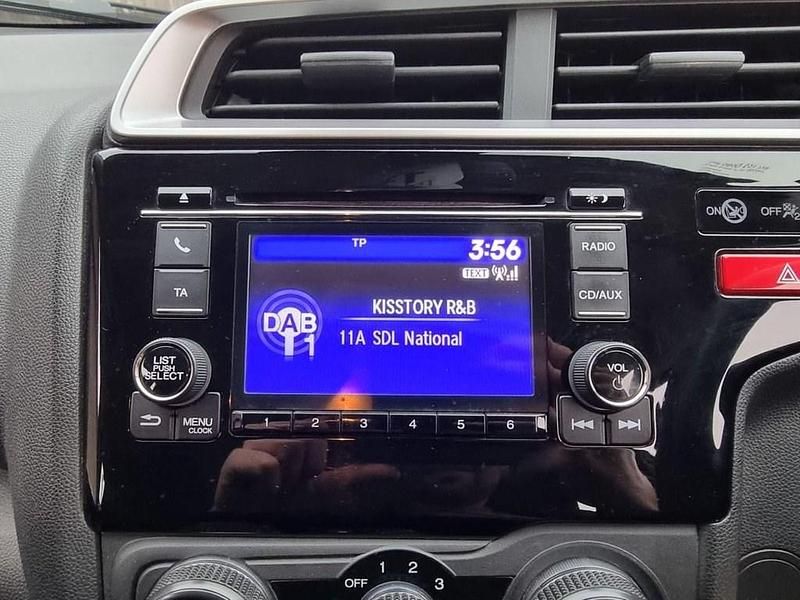 TP
3:56
TEXT
KISSTORY R&B
DAB
1
11A SDL National
TA
RADIO
CD/AUX
LIST
PUSH
SELECT
VOL
MENU
CLOCK
1 2 3 4 5 6
ON
OFF
OFF 1 2 3